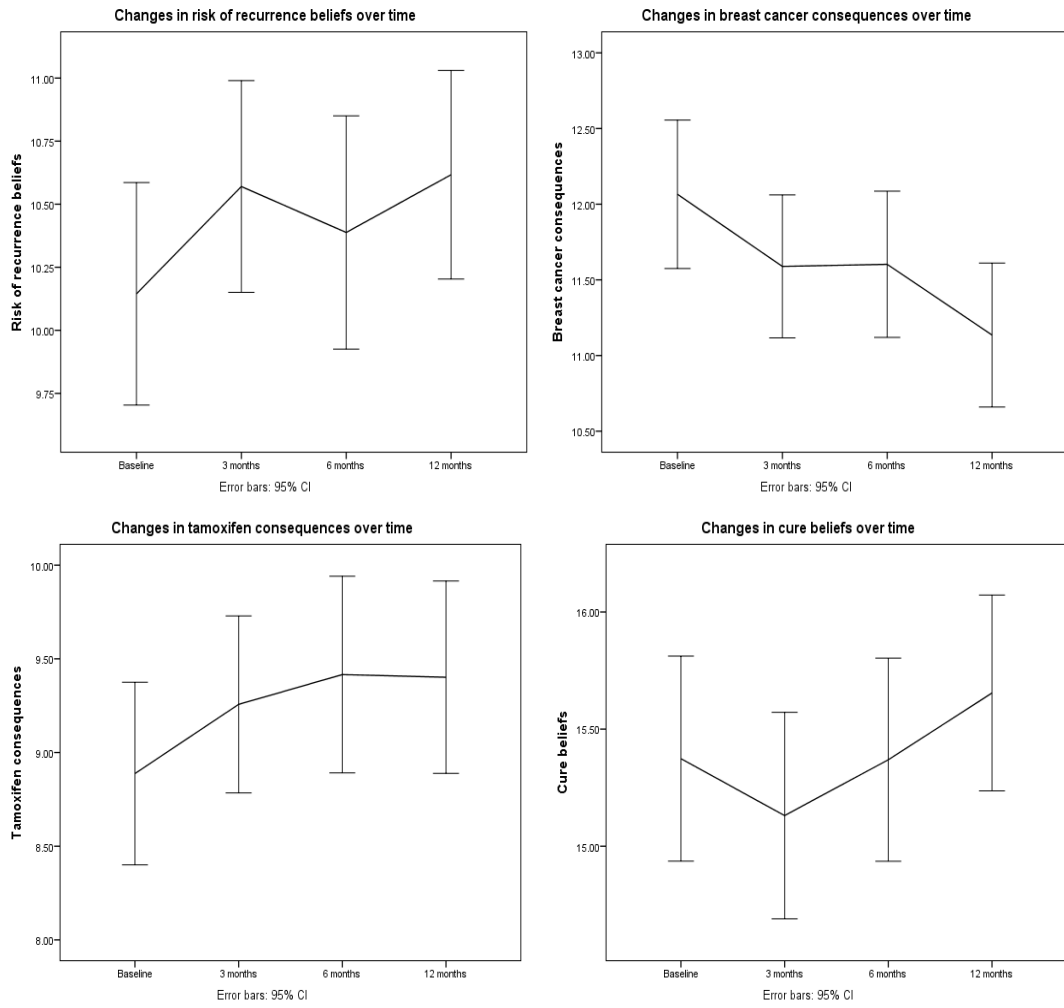 Changes in risk of recurrence beliefs over time
Risk of recurrence beliefs
11.00
10.75
10.50
10.25
10.00
9.75
Baseline
3 months
6 months
12 months
Error bars: 95% CI
Changes in breast cancer consequences over time
Breast cancer consequences
13.00
12.50
12.00
11.50
11.00
10.50
Baseline
3 months
6 months
12 months
Error bars: 95% CI
Changes in tamoxifen consequences over time
Tamoxifen consequences
10.00
9.50
9.00
8.50
8.00
Baseline
3 months
6 months
12 months
Error bars: 95% CI
Changes in cure beliefs over time
Cure beliefs
16.00
15.50
15.00
Baseline
3 months
6 months
12 months
Error bars: 95% CI